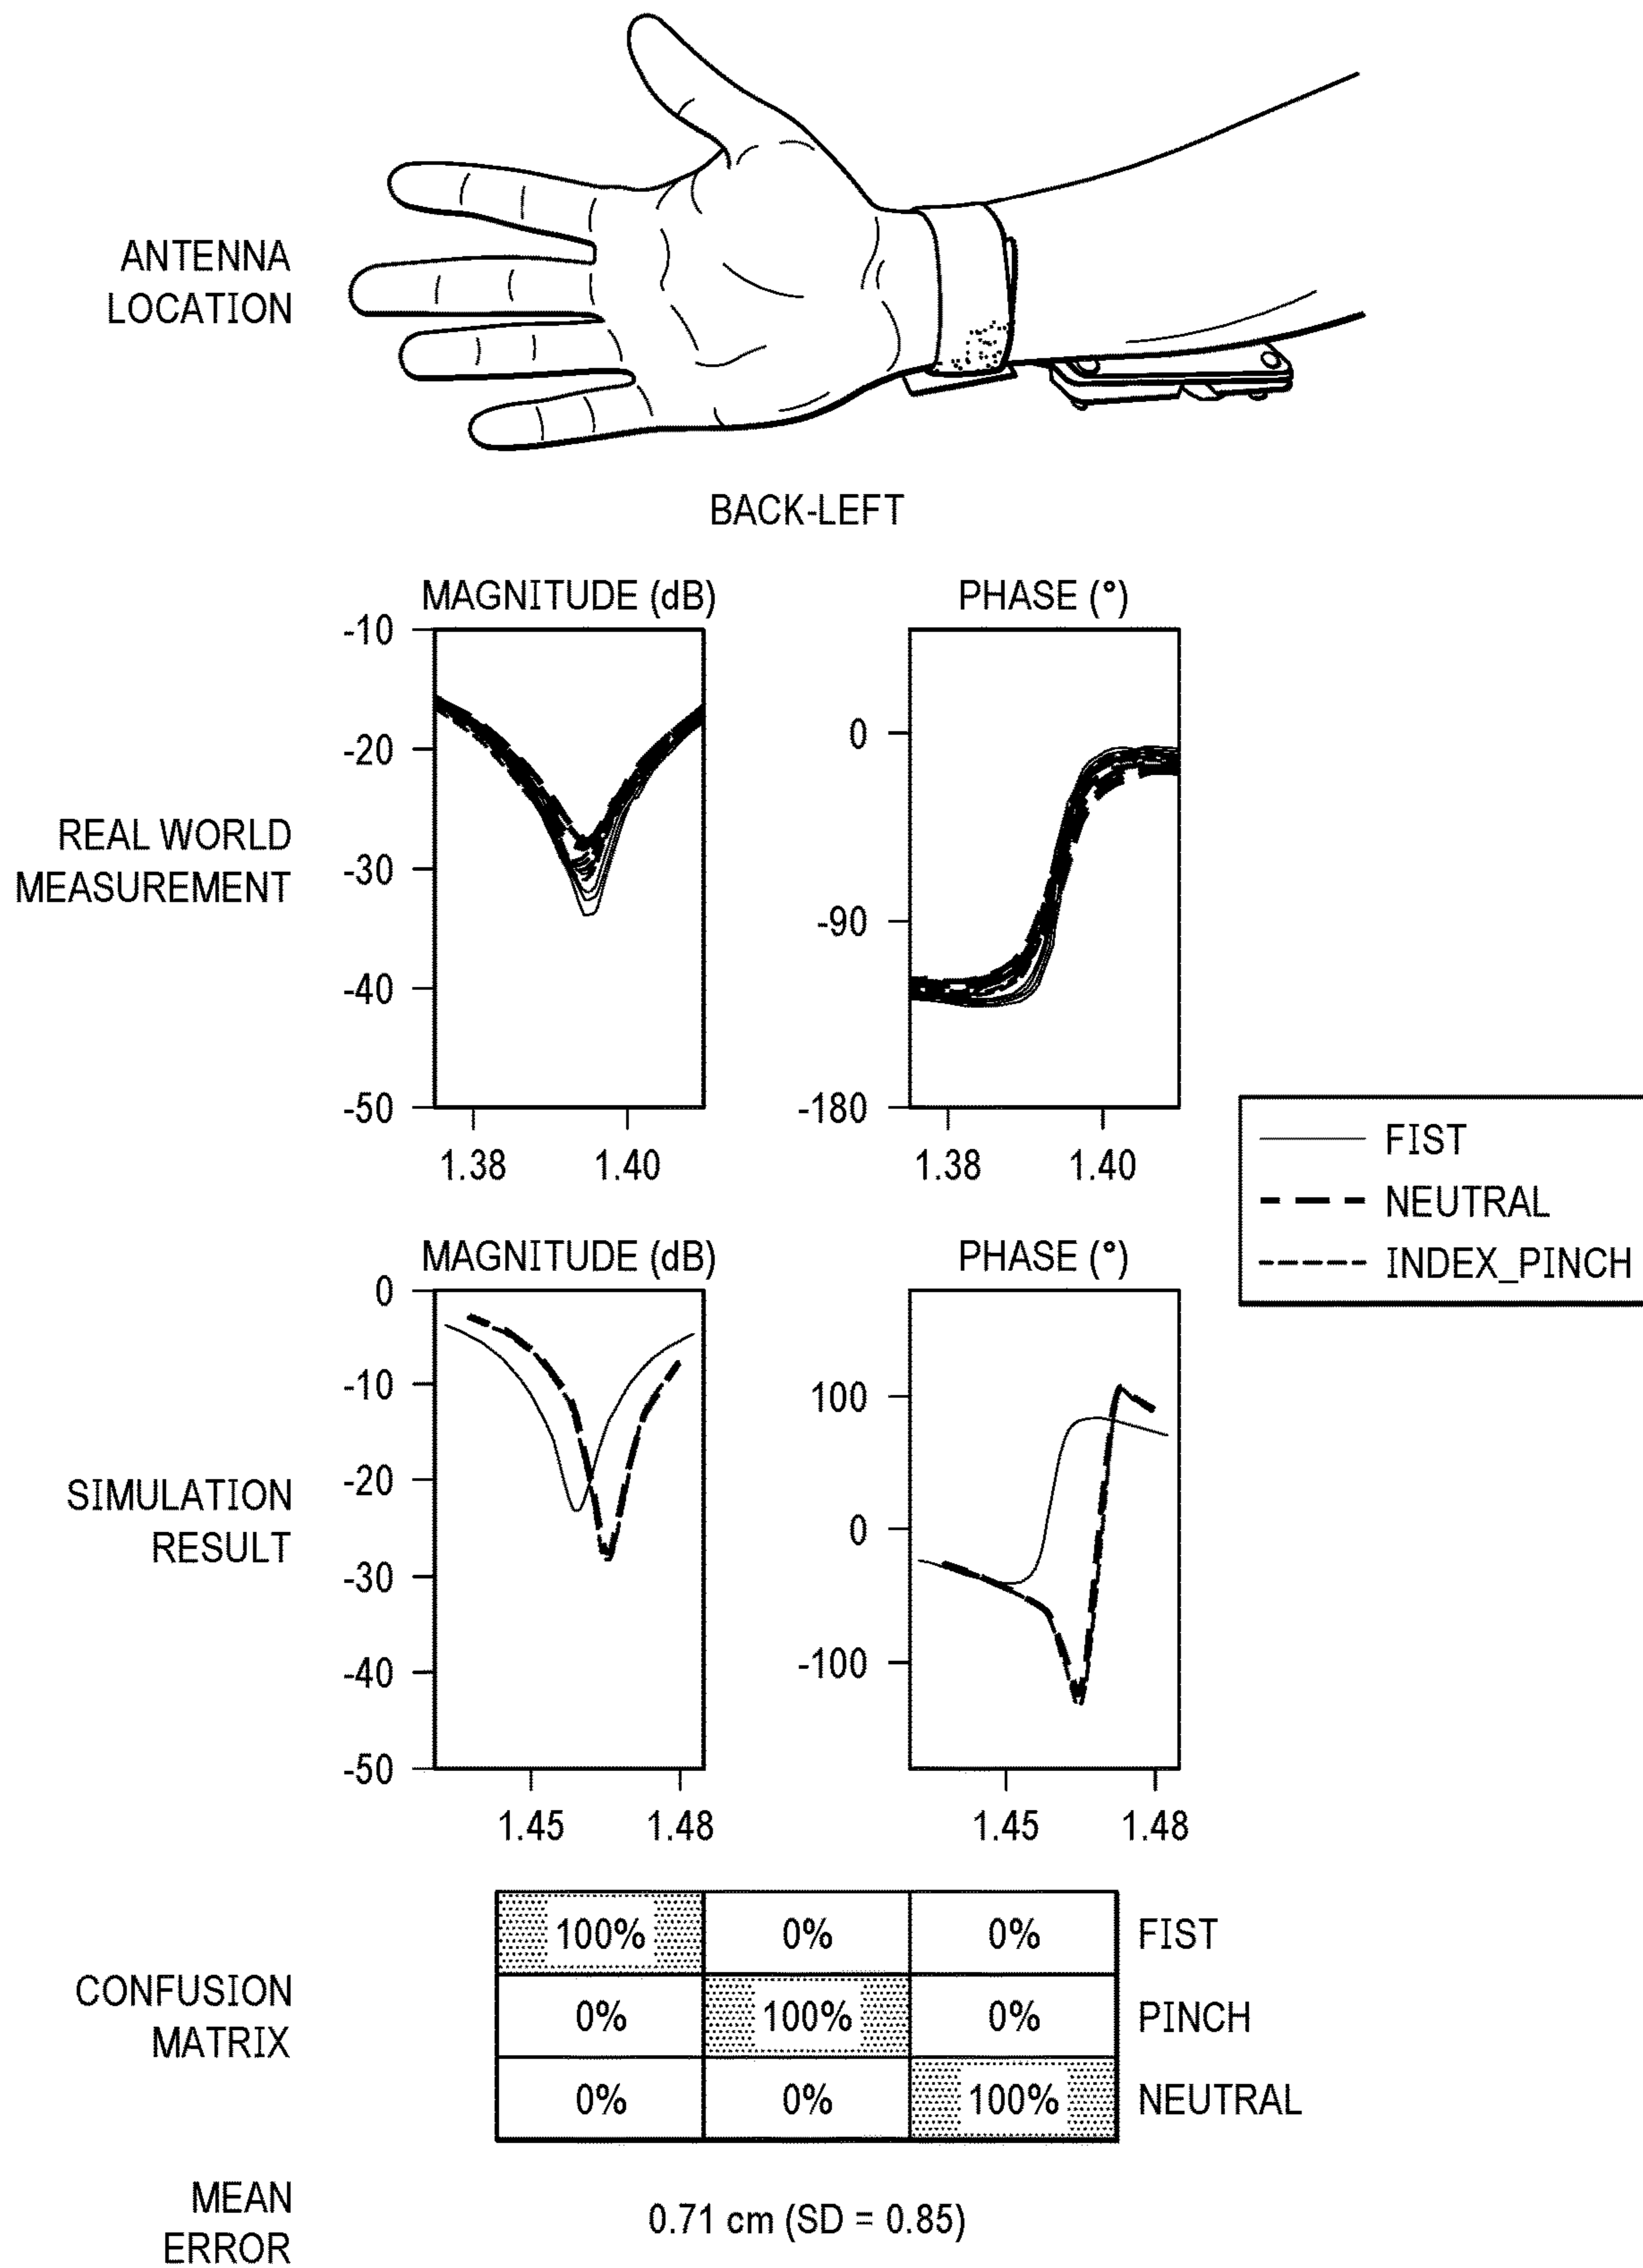 ANTENNA
LOCATION
BACK-LEFT
MAGNITUDE (dB)
PHASE (°)
-10
-20
-30
-40
-50
0
-90
-180
REAL WORLD
MEASUREMENT
1.38
1.40
1.38
1.40
FIST
NEUTRAL
INDEX_PINCH
MAGNITUDE (dB)
PHASE (°)
0
-10
-20
-30
-40
-50
100
0
-100
SIMULATION
RESULT
1.45
1.48
1.45
1.48
CONFUSION
MATRIX
100% 0% 0% FIST
0% 100% 0% PINCH
0% 0% 100% NEUTRAL
MEAN
ERROR
0.71 cm (SD = 0.85)